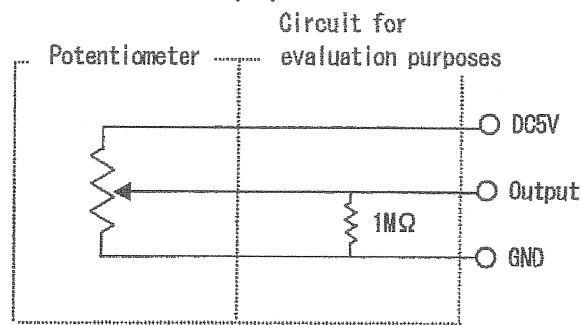 Circuit for
Potentiometer evaluation purposes
DC5V
Output
1MΩ
GND